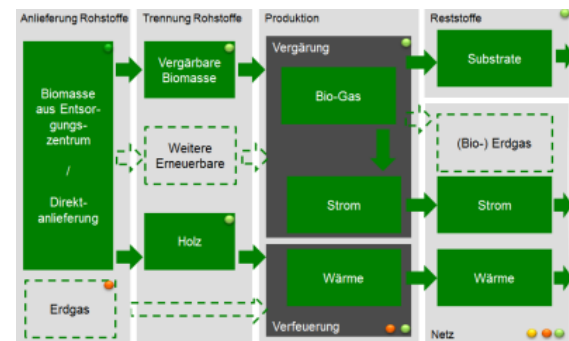 Anlieferung Rohstoffe
Trennung Rohstoffe
Produktion
Reststoffe
Biomasse
aus Entsor-
gungs-
zentrum
/
Direkt-
anlieferung
Erdgas
Vergärbare
Biomasse
Weitere
Erneuerbare
Holz
Vergärung
Bio-Gas
Strom
Wärme
Verfeuerung
Substrate
(Bio-) Erdgas
Strom
Wärme
Netz